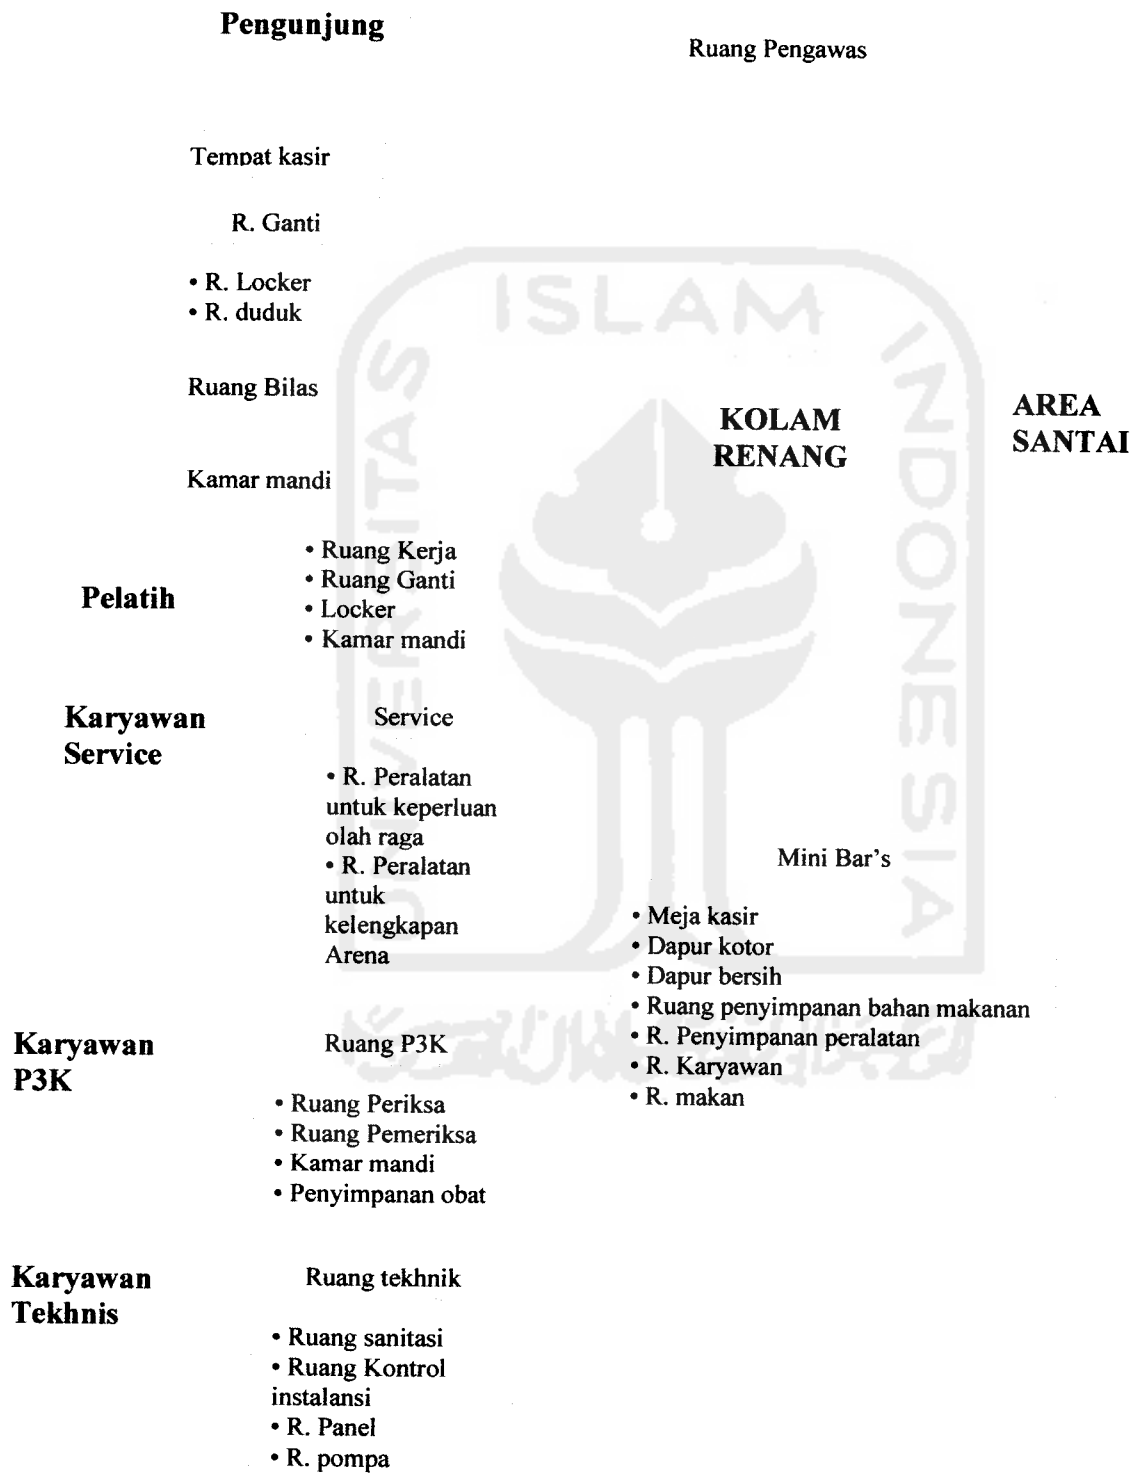 Pengunjung
Ruang Pengawas
Tempat kasir
R. Ganti
• R. Locker
• R. duduk
Ruang Bilas
Kamar mandi
KOLAM
RENANG
AREA
SANTAI
Pelatih
• Ruang Kerja
• Ruang Ganti
• Locker
• Kamar mandi
Karyawan
Service
Service
• R. Peralatan
untuk keperluan
olah raga
• R. Peralatan
untuk
kelengkapan
Arena
Mini Bar's
• Meja kasir
• Dapur kotor
• Dapur bersih
• Ruang penyimpanan bahan makanan
• R. Penyimpanan peralatan
• R. Karyawan
• R. makan
Karyawan
P3K
Ruang P3K
• Ruang Periksa
• Ruang Pemeriksa
• Kamar mandi
• Penyimpanan obat
Karyawan
Tekhnis
Ruang tekhnik
• Ruang sanitasi
• Ruang Kontrol
instalansi
• R. Panel
• R. pompa
UNIVERSITAS
ISLAM
INDONESIA